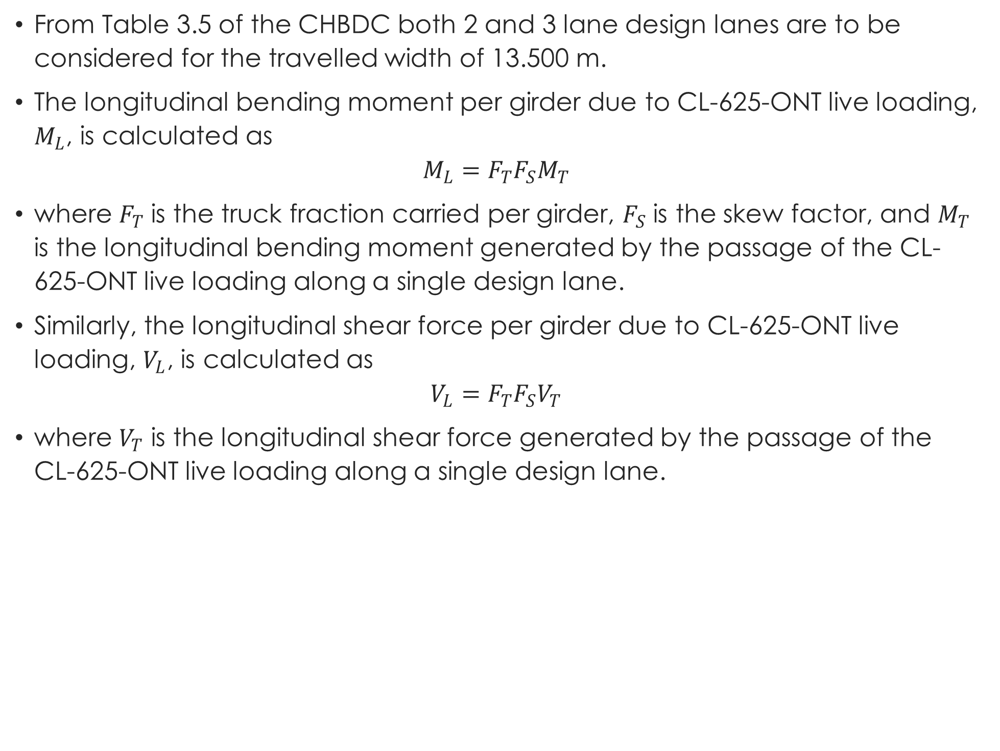 • From Table 3.5 of the CHBDC both 2 and 3 lane design lanes are to be
considered for the travelled width of 13.500 m.
• The longitudinal bending moment per girder due to CL-625-ONT live loading,
𝑀_𝐿, is calculated as
𝑀_𝐿 = 𝐹_𝑇𝐹_𝑆𝑀_𝑇
• where 𝐹_𝑇 is the truck fraction carried per girder, 𝐹_𝑆 is the skew factor, and 𝑀_𝑇
is the longitudinal bending moment generated by the passage of the CL-
625-ONT live loading along a single design lane.
• Similarly, the longitudinal shear force per girder due to CL-625-ONT live
loading, 𝑉_𝐿, is calculated as
𝑉_𝐿 = 𝐹_𝑇𝐹_𝑆𝑉_𝑇
• where 𝑉_𝑇 is the longitudinal shear force generated by the passage of the
CL-625-ONT live loading along a single design lane.